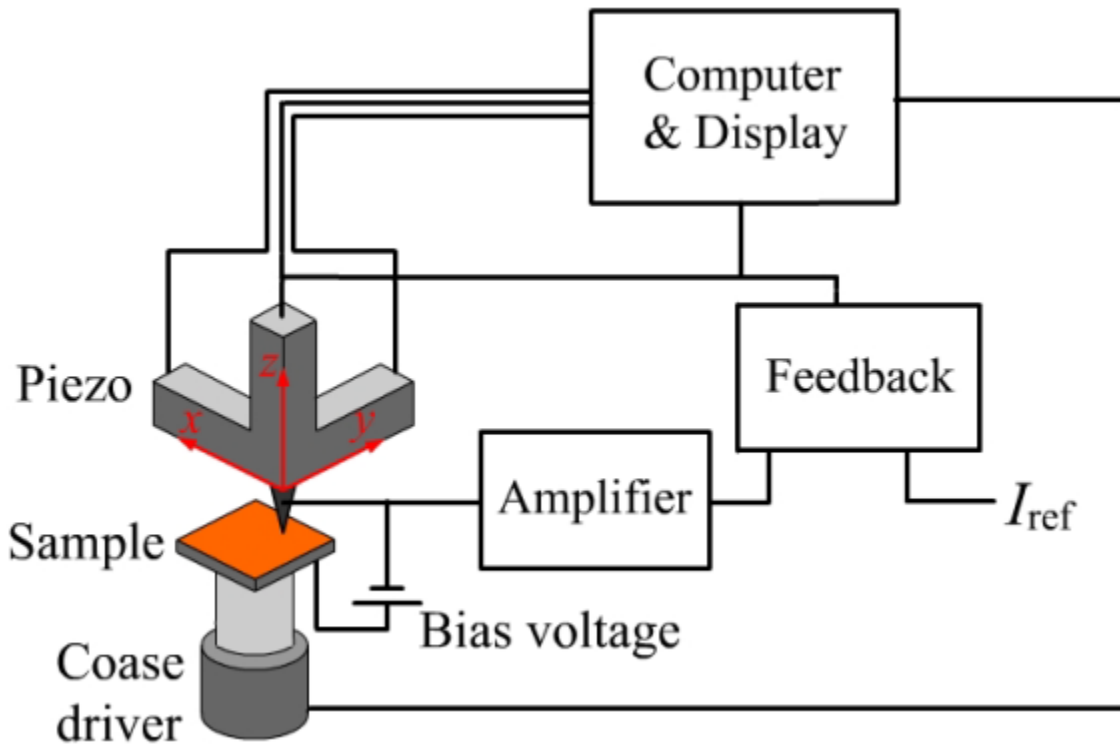 Computer
& Display
Piezo
z
x
y
Feedback
Amplifier
I_ref
Sample
Bias voltage
Coase
driver